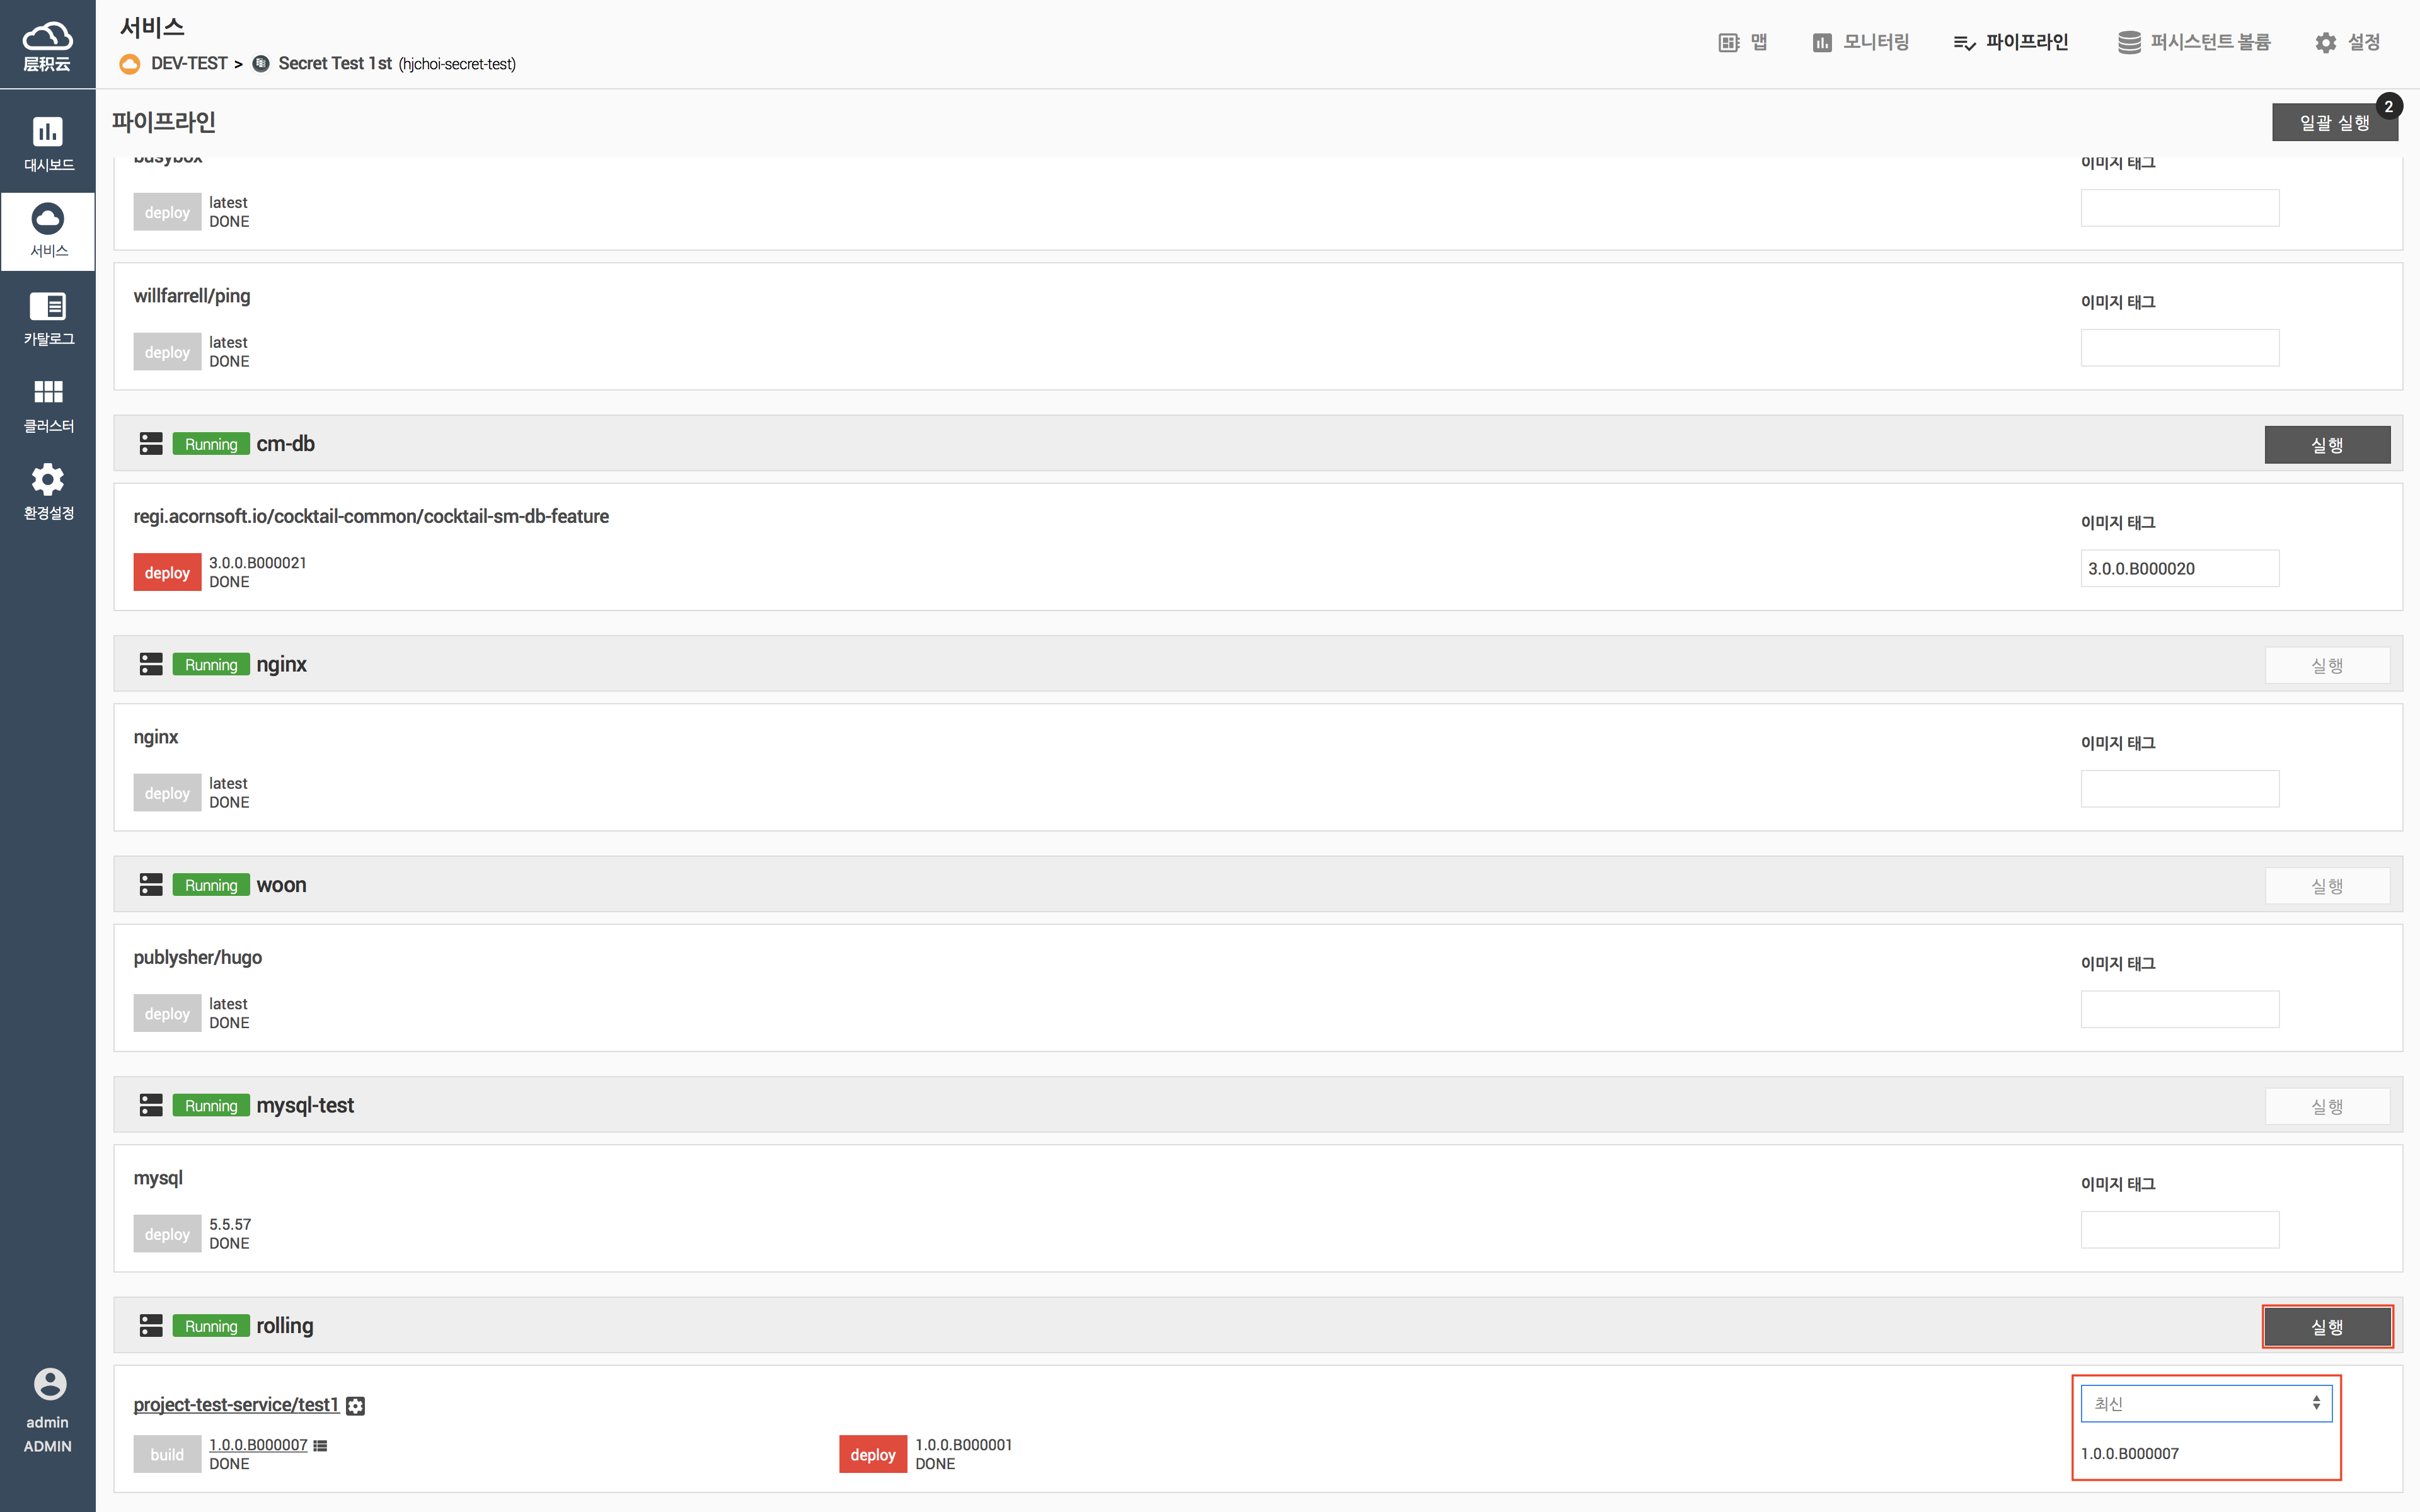 层积云
대시보드
서비스
카탈로그
클러스터
환경설정
admin
ADMIN
서비스
DEV-TEST > Secret Test 1st (hjchoi-secret-test)
맵
모니터링
파이프라인
퍼시스턴트 볼륨
설정
파이프라인
일괄 실행
2
busybox
이미지 태그
deploy
latest
DONE
willfarrell/ping
이미지 태그
deploy
latest
DONE
Running cm-db
실행
regi.acornsoft.io/cocktail-common/cocktail-sm-db-feature
이미지 태그
deploy
3.0.0.B000021
DONE
3.0.0.B000020
Running nginx
실행
nginx
이미지 태그
deploy
latest
DONE
Running woon
실행
publysher/hugo
이미지 태그
deploy
latest
DONE
Running mysql-test
실행
mysql
이미지 태그
deploy
5.5.57
DONE
Running rolling
실행
project-test-service/test1
최신
build
1.0.0.B000007
DONE
deploy
1.0.0.B000001
DONE
1.0.0.B000007